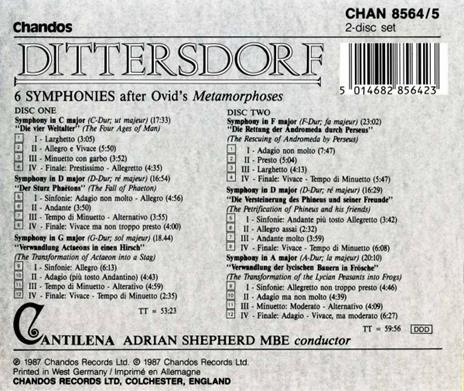 Chandos
CHAN 8564/5
2-disc set
DITTERSDORF
5 014682 856423
6 SYMPHONIES after Ovid's Metamorphoses
DISC ONE
Symphony in C major (C-Dur; ut majeur) (17:33)
"Die vier Weltalter" (The Four Ages of Man)
1 I - Larghetto (3:05)
2 II - Allegro e Vivace (5:50)
3 III - Minuetto con garbo (3:52)
4 IV - Finale: Prestissimo - Allegretto (4:35)
Symphony in D major (D-Dur; ré majeur) (16:54)
"Der Sturz Phaëtons" (The Fall of Phaeton)
5 I - Sinfonie: Adagio non molto - Allegro (4:56)
6 II - Andante (3:50)
7 III - Tempo di Minuetto - Alternativo (3:55)
8 IV - Finale: Vivace ma non troppo presto (4:00)
Symphony in G major (G-Dur; sol majeur) (18.44)
"Verwandlung Actaeons in einen Hirsch"
(The Transformation of Actaeon into a Stag)
9 I - Sinfonie: Allegro (6:13)
10 II - Adagio (più tosto Andantino) (4:43)
11 III - Tempo di Minuetto - Alterativo (4:59)
12 IV - Finale: Vivace - Tempo di Minuetto (2:35)
TT = 53:23
DISC TWO
Symphony in F major (F-Dur; fa majeur) (23:02)
"Die Rettung der Andromeda durch Perseus"
(The Rescuing of Andromeda by Perseus)
1 I - Adagio non molto (7:47)
2 II - Presto (5:04)
3 III - Larghetto (4:13)
4 IV - Finale: Vivace - Tempo di Minuetto (5:47)
Symphony in D major (D-Dur; ré majeur) (16:29)
"Die Versteinerung des Phineus und seiner Freunde"
(The Petrification of Phineus and his friends)
5 I - Sinfonie: Andante più tosto Allegretto (3:42)
6 II - Allegro assai (2:32)
7 III - Andante molto (3:59)
8 IV - Finale: Vivace - Tempo di Minuetto (6:08)
Symphony in A major (A-Dur; la majeur) (20:10)
"Verwandlung der lycischen Bauern in Frösche"
(The Transformation of the Lycian Peasants into Frogs)
9 I - Sinfonie: Allegretto non troppo presto (4:46)
10 II - Adagio ma non molto (4:39)
11 III - Minuetto: Moderato - Alternativo (4:09)
12 IV - Finale: Adagio - Vivace, ma moderato (6:27)
TT = 59:56 DDD
CANTILENA ADRIAN SHEPHERD MBE conductor
℗ 1987 Chandos Records Ltd. © 1987 Chandos Records Ltd.
Printed in West Germany / Imprimé en Allemagne
CHANDOS RECORDS LTD, COLCHESTER, ENGLAND